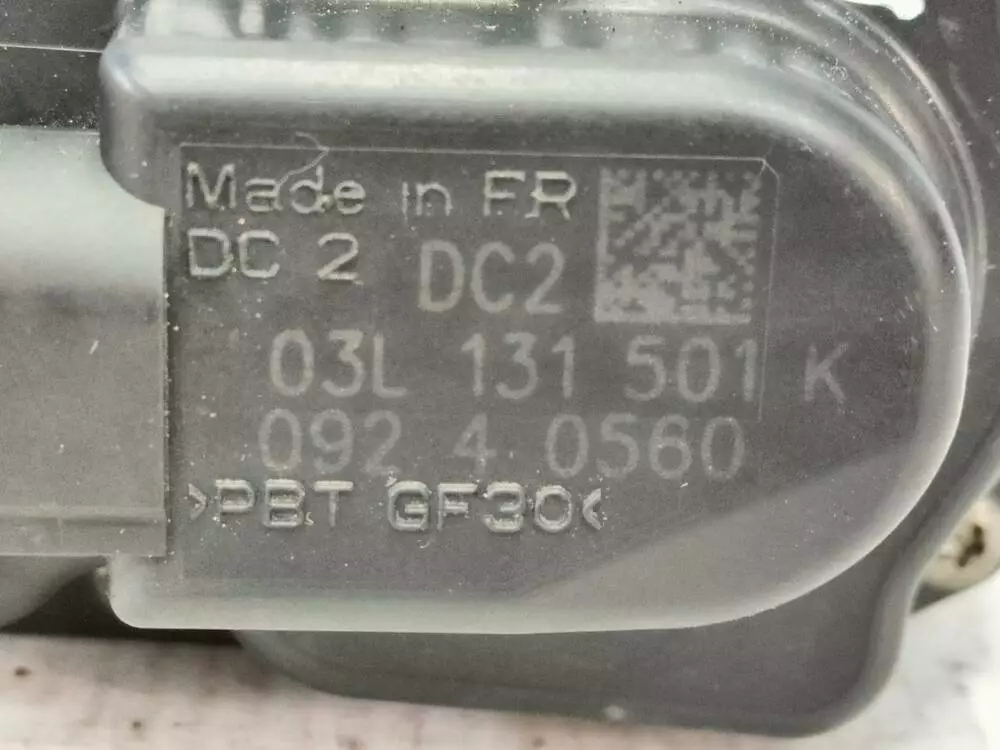 Made in FR
DC 2 DC2
03L 131 501 K
092 4 0560
>PBT GF30<